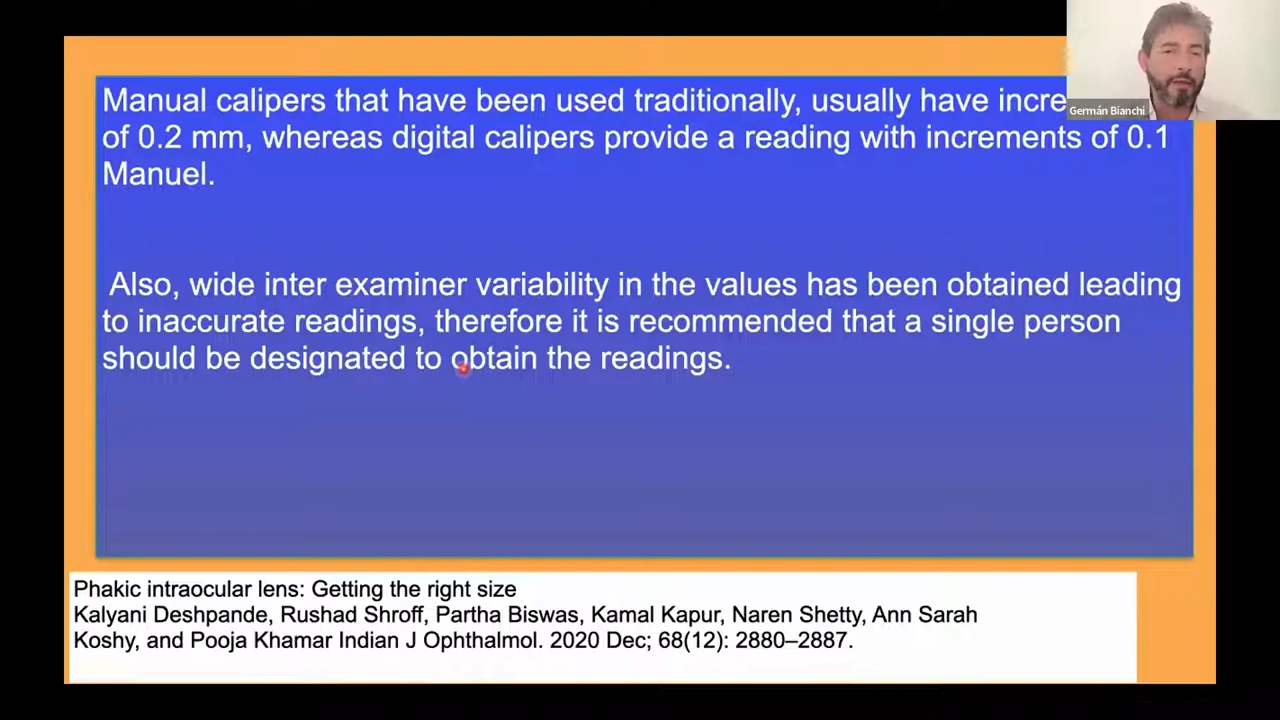 Manual calipers that have been used traditionally, usually have incre
of 0.2 mm, whereas digital calipers provide a reading with increments of 0.1
Manuel.
Also, wide inter examiner variability in the values has been obtained leading
to inaccurate readings, therefore it is recommended that a single person
should be designated to obtain the readings.
Phakic intraocular lens: Getting the right size
Kalyani Deshpande, Rushad Shroff, Partha Biswas, Kamal Kapur, Naren Shetty, Ann Sarah
Koshy, and Pooja Khamar Indian J Ophthalmol. 2020 Dec; 68(12): 2880–2887.
Germán Bianchi